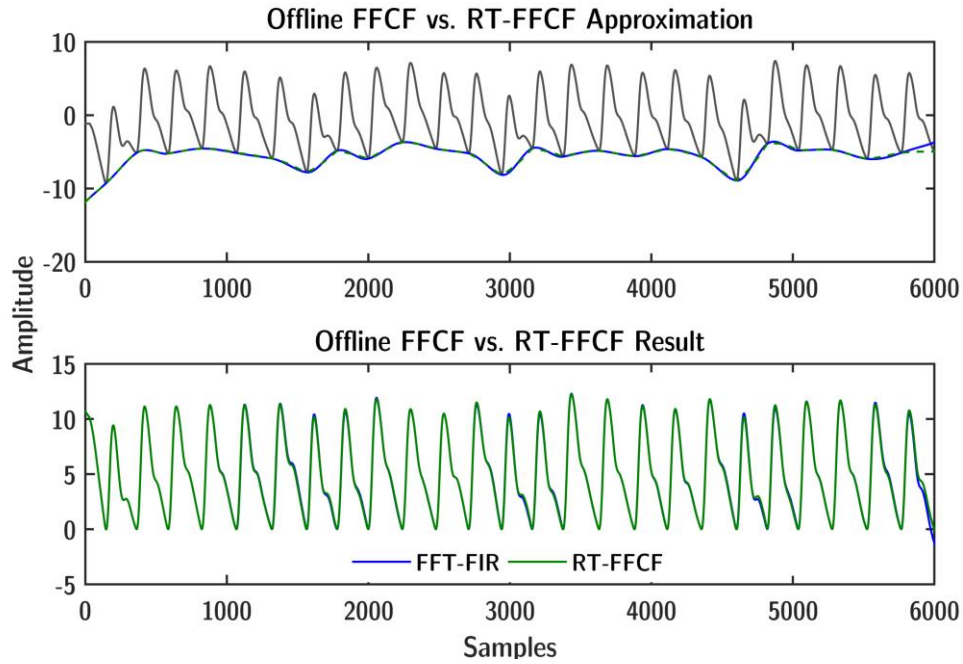 Offline FFCF vs. RT-FFCF Approximation
10
0
-10
-20
0 1000 2000 3000 4000 5000 6000
Amplitude
Offline FFCF vs. RT-FFCF Result
15
10
5
0
-5
FFT-FIR RT-FFCF
0 1000 2000 3000 4000 5000 6000
Samples